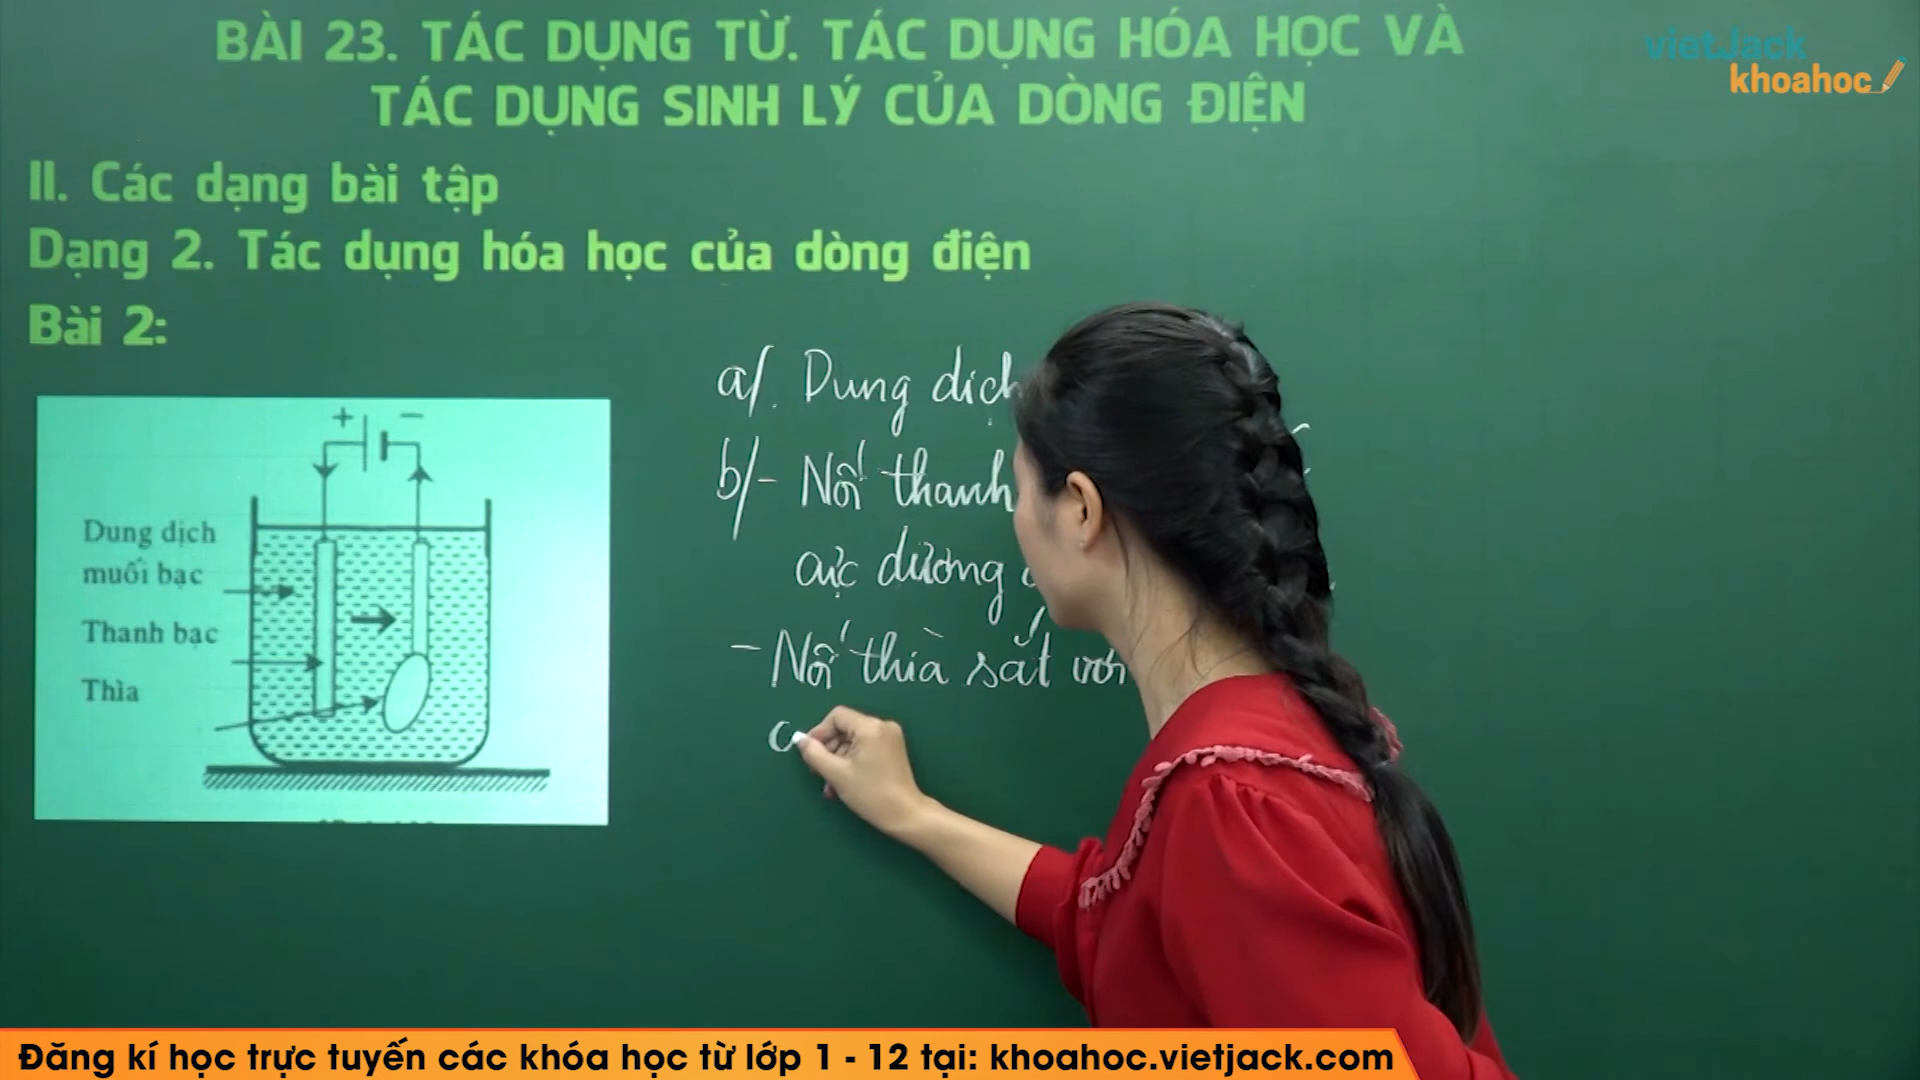 BÀI 23. TÁC DỤNG TỪ. TÁC DỤNG HÓA HỌC VÀ
TÁC DỤNG SINH LÝ CỦA DÒNG ĐIỆN
vietJack
khoahoc
II. Các dạng bài tập
Dạng 2. Tác dụng hóa học của dòng điện
Bài 2:
+ −
Dung dịch
muối bạc
Thanh bạc
Thìa
a/. Dung dịch
b/- Nối thanh
cực dương
- Nối thìa sắt với
c
Đăng kí học trực tuyến các khóa học từ lớp 1 - 12 tại: khoahoc.vietjack.com